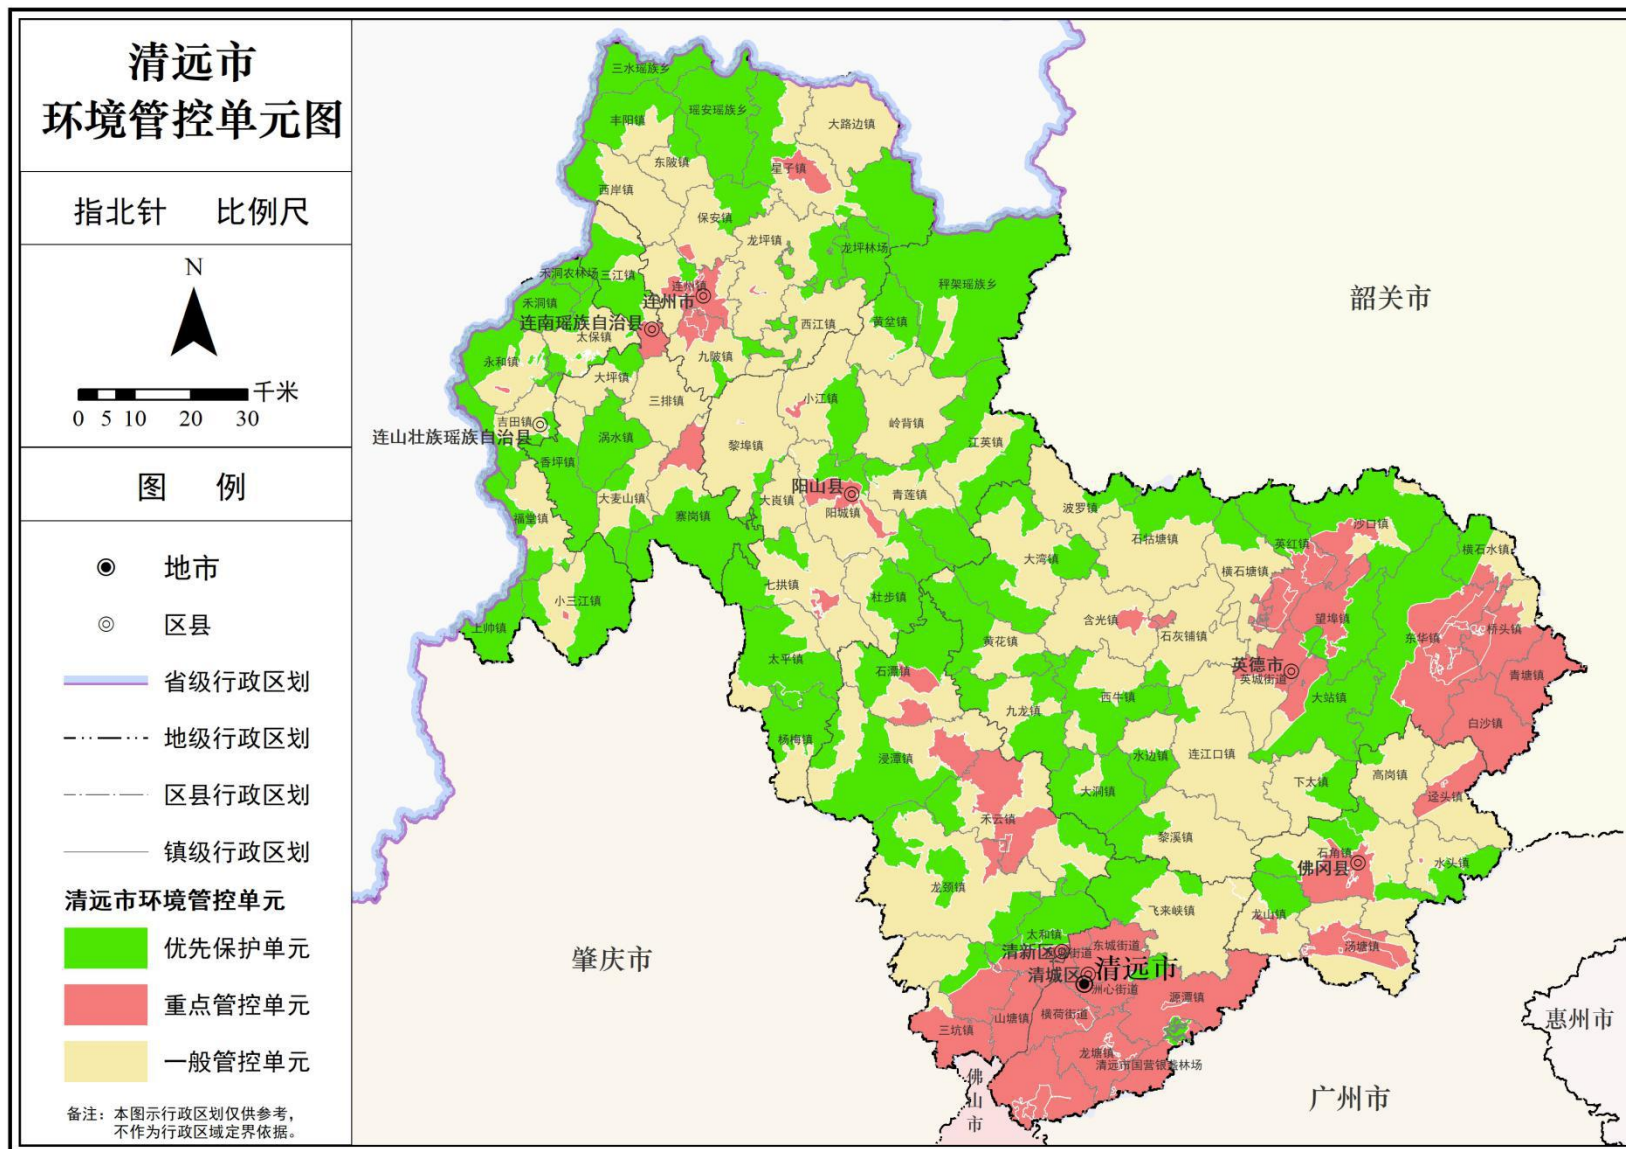 清远市
环境管控单元图
指北针 比例尺
N
千米
0 5 10 20 30
图 例
地市
区县
省级行政区划
地级行政区划
区县行政区划
镇级行政区划
清远市环境管控单元
优先保护单元
重点管控单元
一般管控单元
备注：本图示行政区划仅供参考，
不作为行政区域定界依据。
三水瑶族乡
瑶安瑶族乡
丰阳镇
大路边镇
东陂镇
星子镇
西岸镇
保安镇
龙坪镇
龙坪林场
禾洞农林场
三江镇
秤架瑶族乡
连州镇
连州市
禾洞镇
韶关市
连南瑶族自治县
太保镇
西江镇
黄坌镇
永和镇
九陂镇
大坪镇
三排镇
小江镇
吉田镇
岭背镇
连山壮族瑶族自治县
涡水镇
黎埠镇
江英镇
香坪镇
阳山县
大麦山镇
大崀镇
青莲镇
福堂镇
寨岗镇
阳城镇
波罗镇
石牯塘镇
沙口镇
英红镇
横石水镇
大湾镇
横石塘镇
七拱镇
小三江镇
杜步镇
上帅镇
含光镇
望埠镇
石灰铺镇
东华镇
桥头镇
黄花镇
太平镇
石潭镇
英德市
英城街道
青塘镇
西牛镇
大站镇
九龙镇
白沙镇
杨梅镇
浸潭镇
水边镇
连江口镇
下太镇
高岗镇
大洞镇
迳头镇
禾云镇
黎溪镇
石角镇
佛冈县
水头镇
龙颈镇
飞来峡镇
龙山镇
太和镇
东城街道
汤塘镇
清新区
街道
清远市
清城区
洲心街道
肇庆市
源潭镇
山塘镇
横荷街道
三坑镇
惠州市
龙塘镇
清远市国营银盏林场
佛山市
广州市